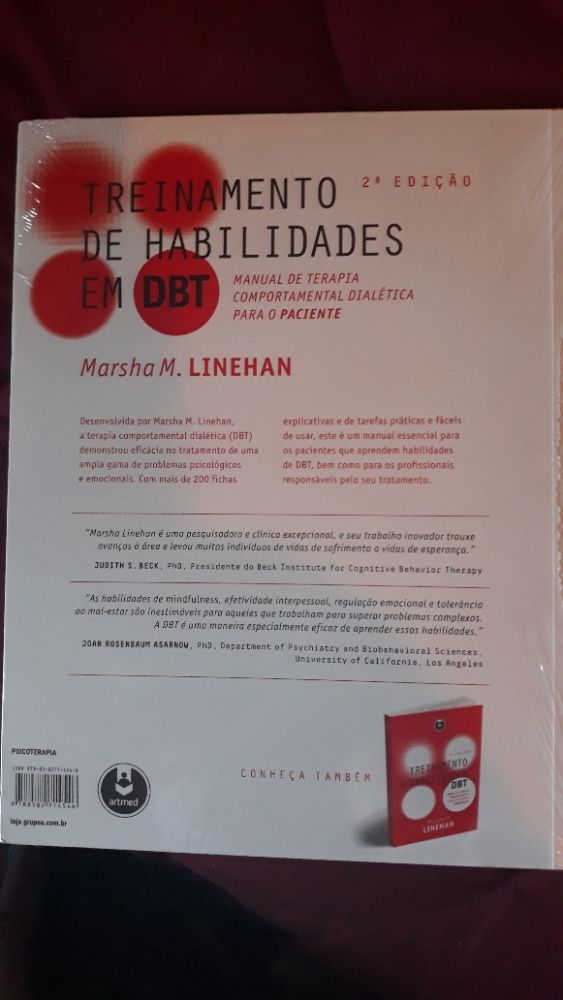 TREINAMENTO 2ª EDIÇÃO
DE HABILIDADES
EM DBT
MANUAL DE TERAPIA
COMPORTAMENTAL DIALÉTICA
PARA O PACIENTE
Marsha M. LINEHAN
Desenvolvida por Marsha M. Linehan,
a terapia comportamental dialética (DBT)
demonstrou eficácia no tratamento de uma
ampla gama de problemas psicológicos
e emocionais. Com mais de 200 fichas
explicativas e de tarefas práticas e fáceis
de usar, este é um manual essencial para
os pacientes que aprendem habilidades
de DBT, bem como para os profissionais
responsáveis pelo seu tratamento.
"Marsha Linehan é uma pesquisadora e clínica excepcional, e seu trabalho inovador trouxe
avanços à área e levou muitos indivíduos de vidas de sofrimento a vidas de esperança."
JUDITH S. BECK, PhD, Presidente do Beck Institute for Cognitive Behavior Therapy
"As habilidades de mindfulness, efetividade interpessoal, regulação emocional e tolerância
ao mal-estar são inestimáveis para aqueles que trabalham para superar problemas complexos.
A DBT é uma maneira especialmente eficaz de aprender essas habilidades."
JOAN ROSENBAUM ASARNOW, PhD, Department of Psychiatry and Biobehavioral Sciences,
University of California, Los Angeles
PSICOTERAPIA
ISBN
9 788582 714546
loja.grupoa.com.br
artmed
CONHEÇA TAMBÉM
TREINAMENTO
DBT
LINEHAN